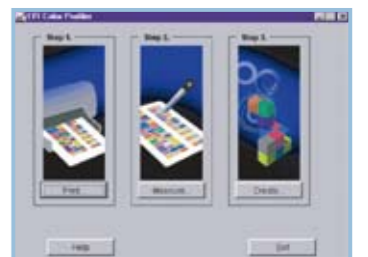 EFI Color Profiler
Step 1. Step 2. Step 3.
Print Measure Create
Help Exit